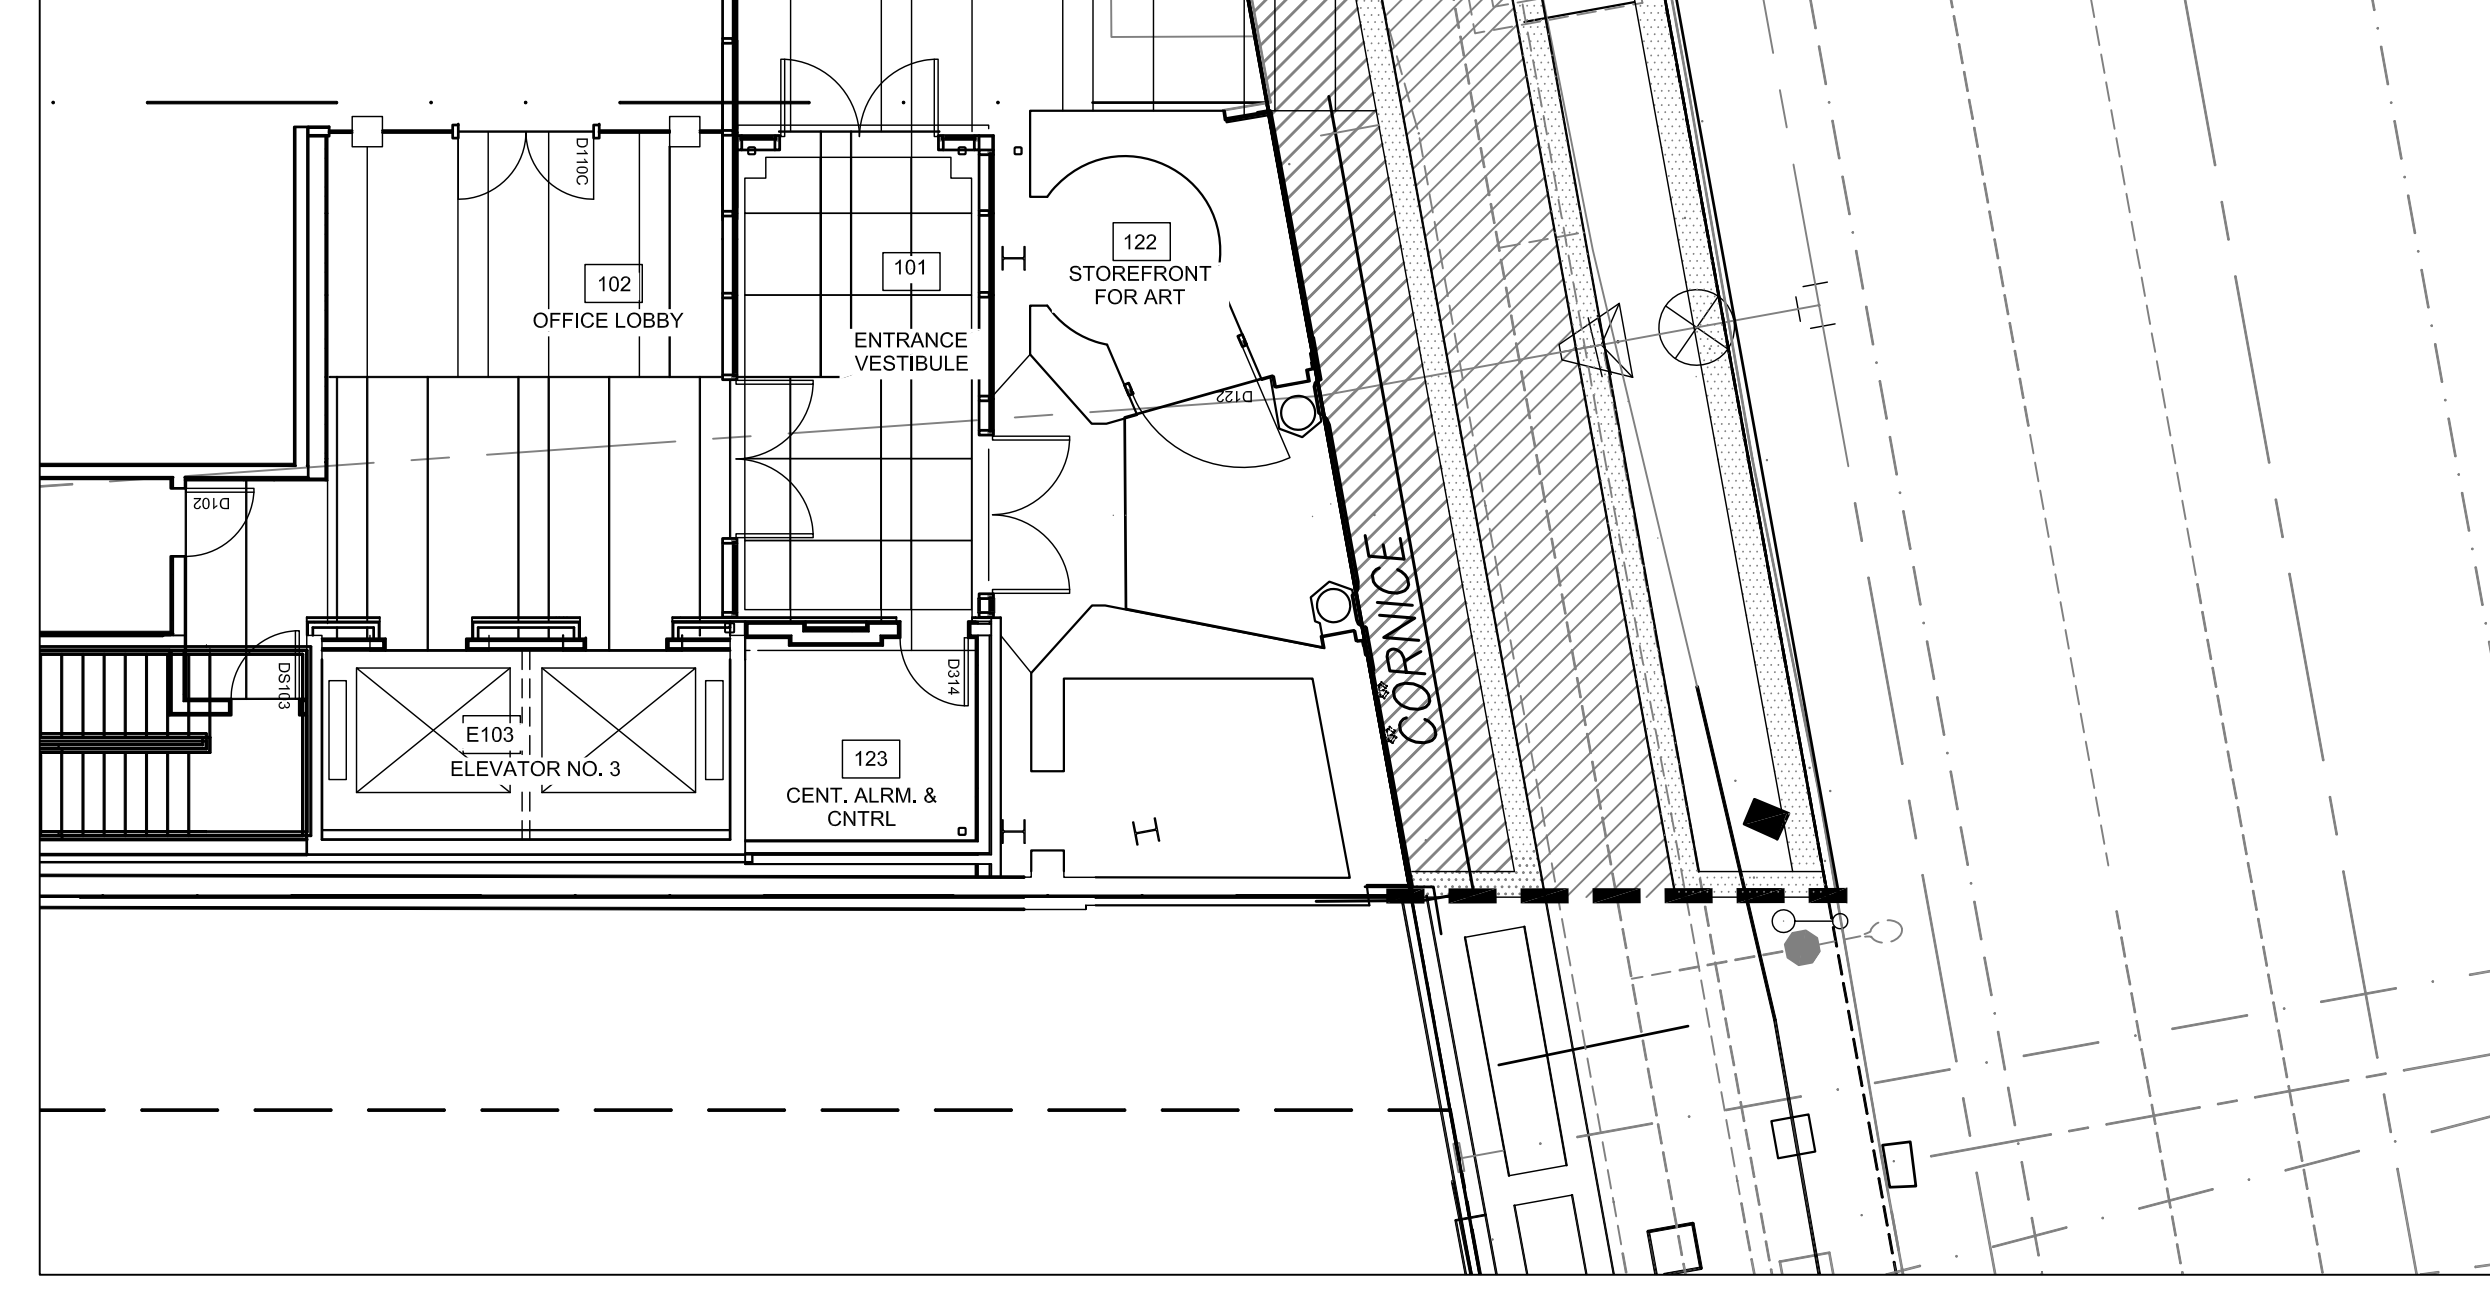 D110C
102
OFFICE LOBBY
101
ENTRANCE
VESTIBULE
122
STOREFRONT
FOR ART
D122
D102
DS103
E103
ELEVATOR NO. 3
D314
123
CENT. ALRM. &
CNTRL
CORNICE